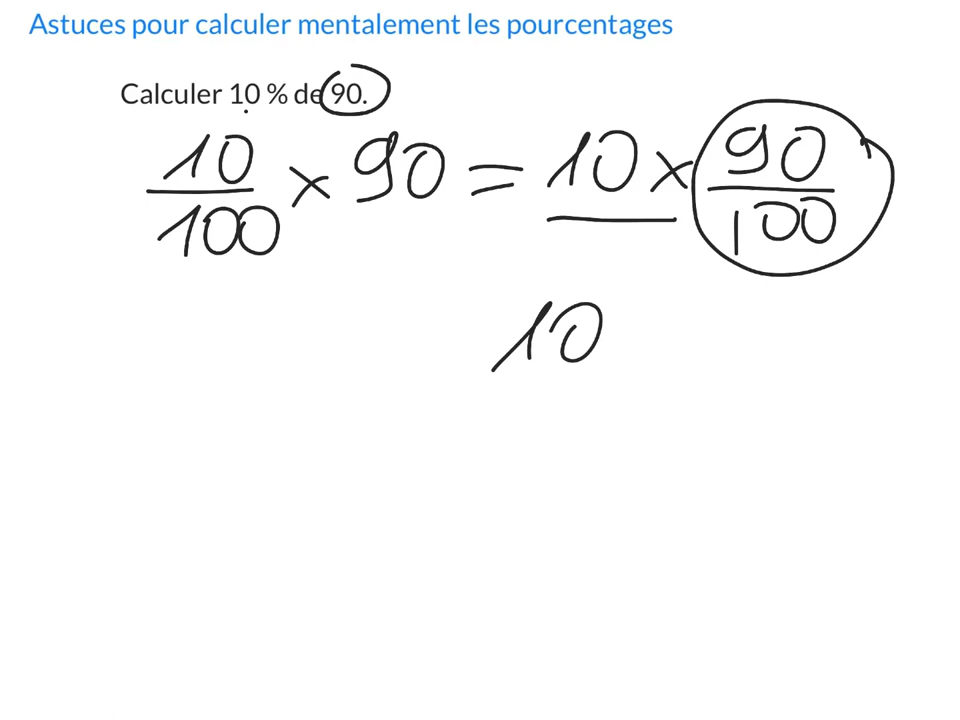 Astuces pour calculer mentalement les pourcentages
Calculer 10 % de 90.
10/100 × 90 = 10 × 90/100
10